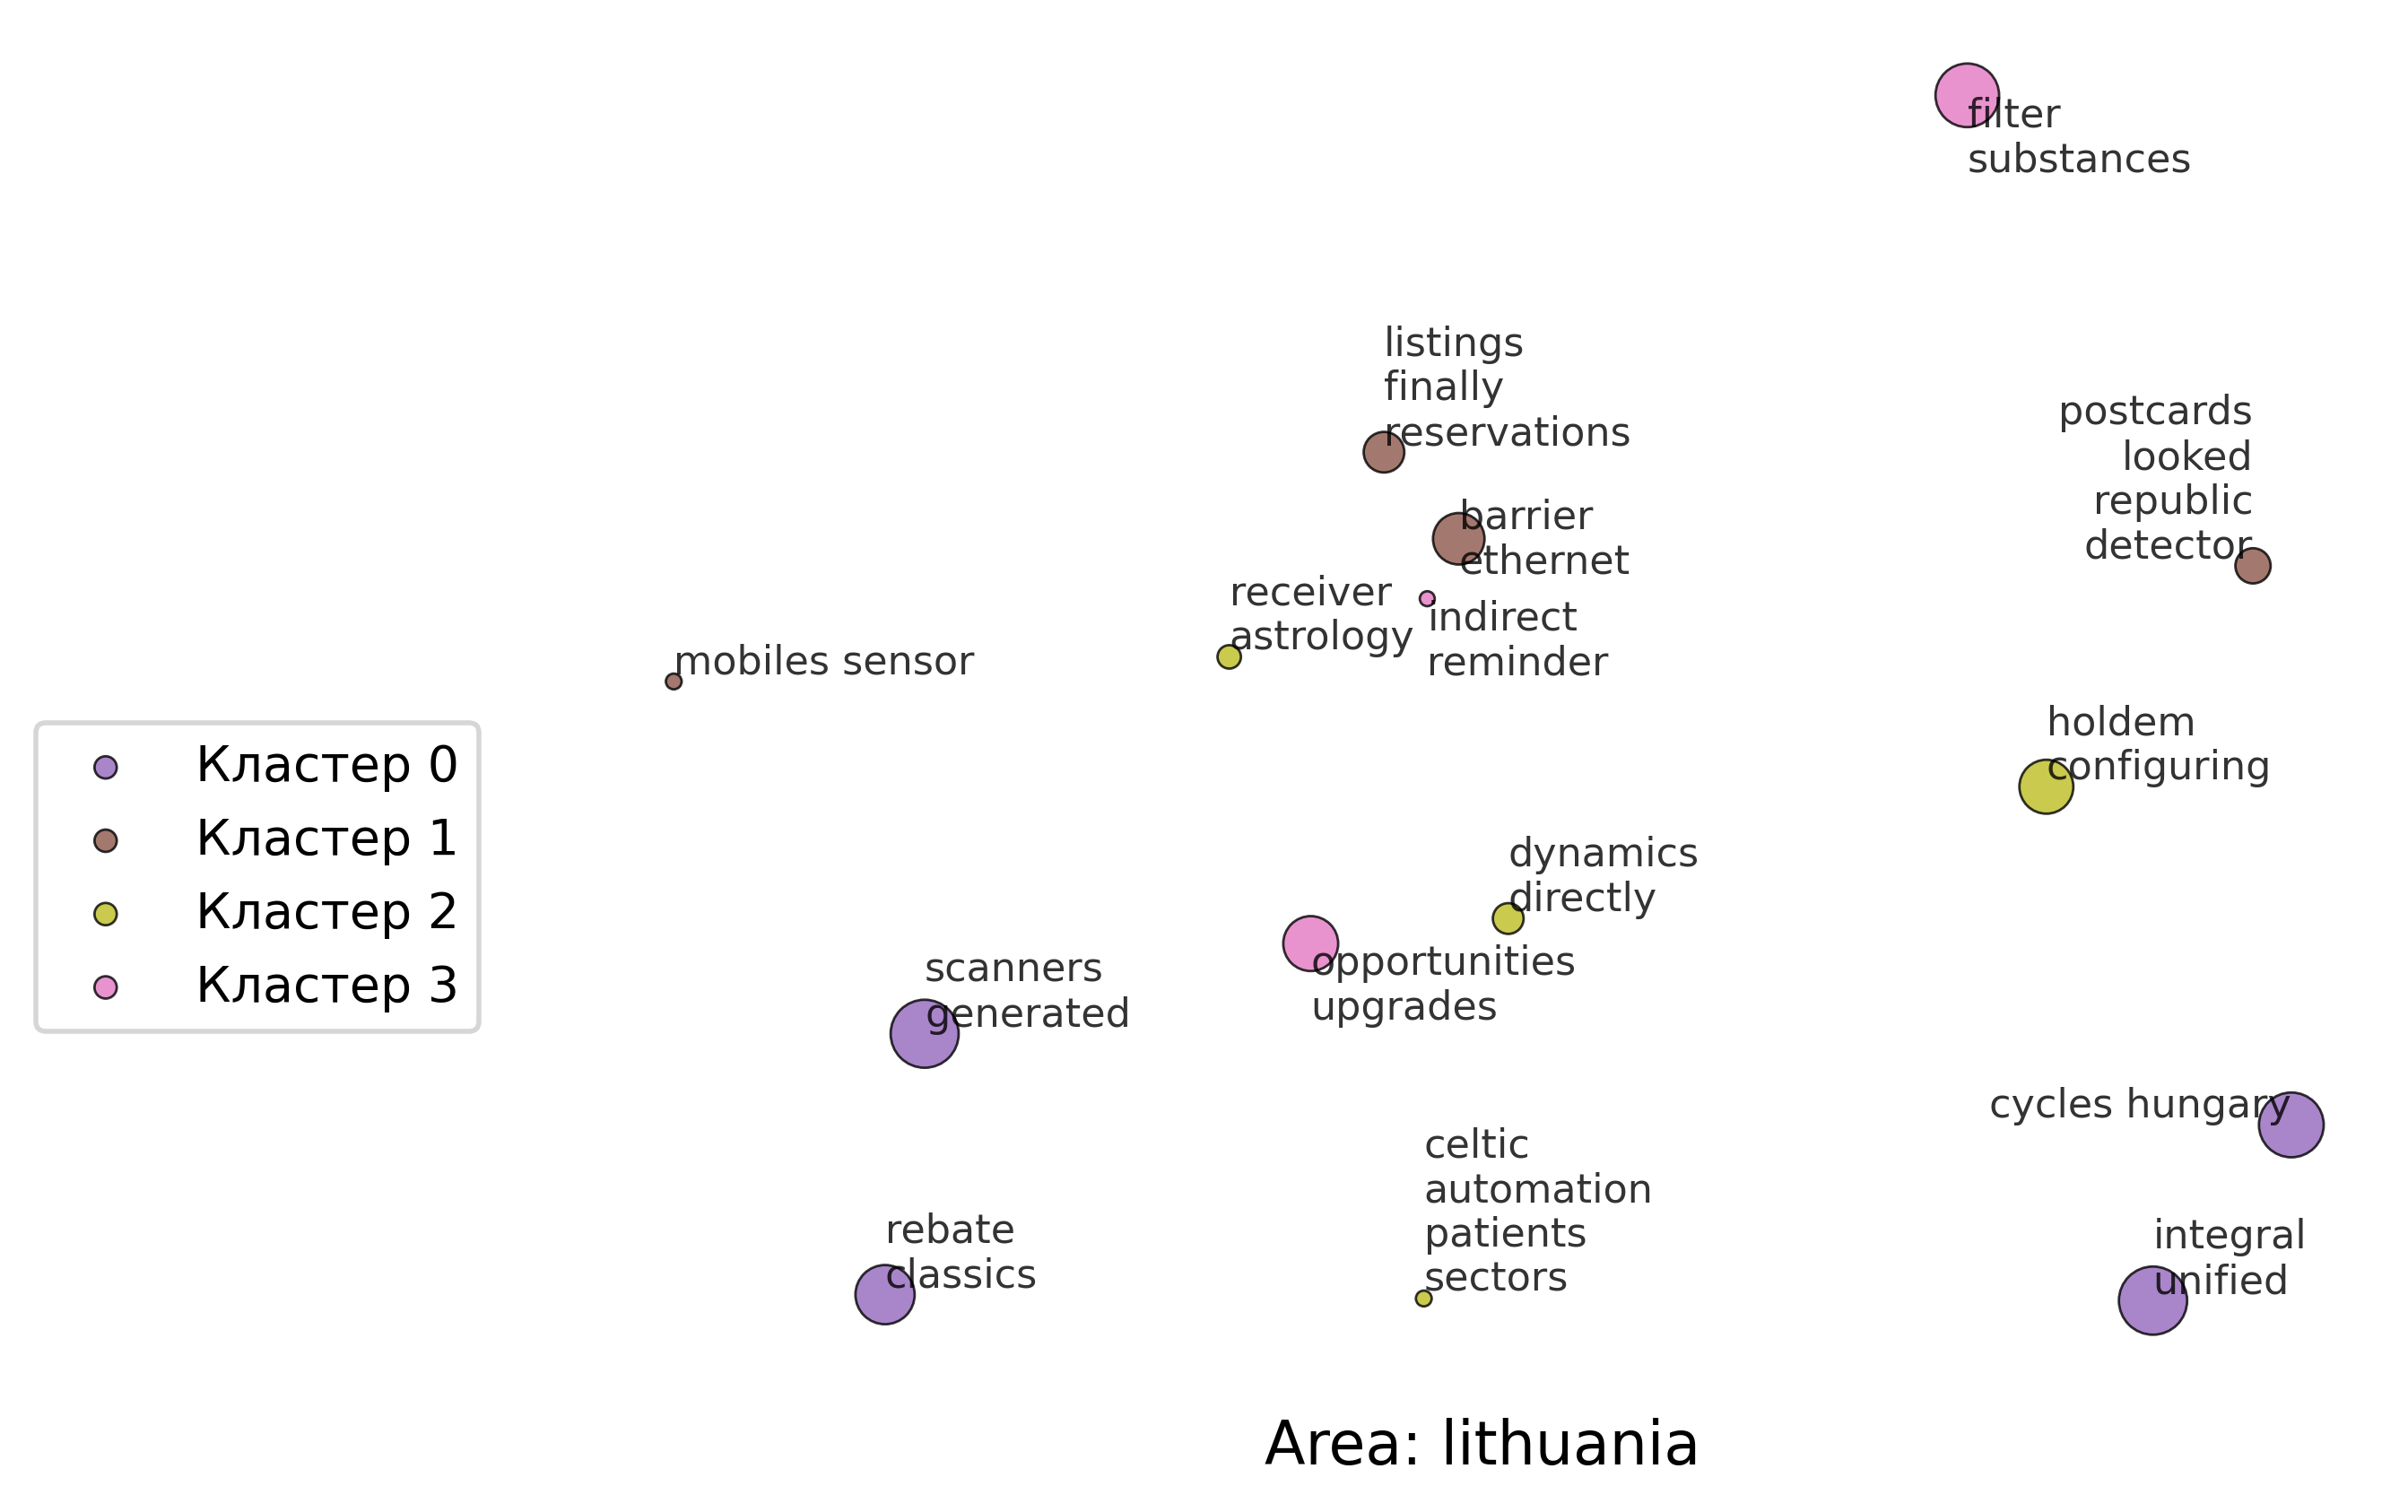 filter
substances
listings
finally
reservations
postcards
looked
republic
detector
barrier
ethernet
receiver
astrology
indirect
reminder
mobiles sensor
holdem
configuring
Кластер 0
Кластер 1
Кластер 2
Кластер 3
dynamics
directly
opportunities
upgrades
scanners
generated
cycles hungary
celtic
automation
patients
sectors
rebate
classics
integral
unified
Area: lithuania